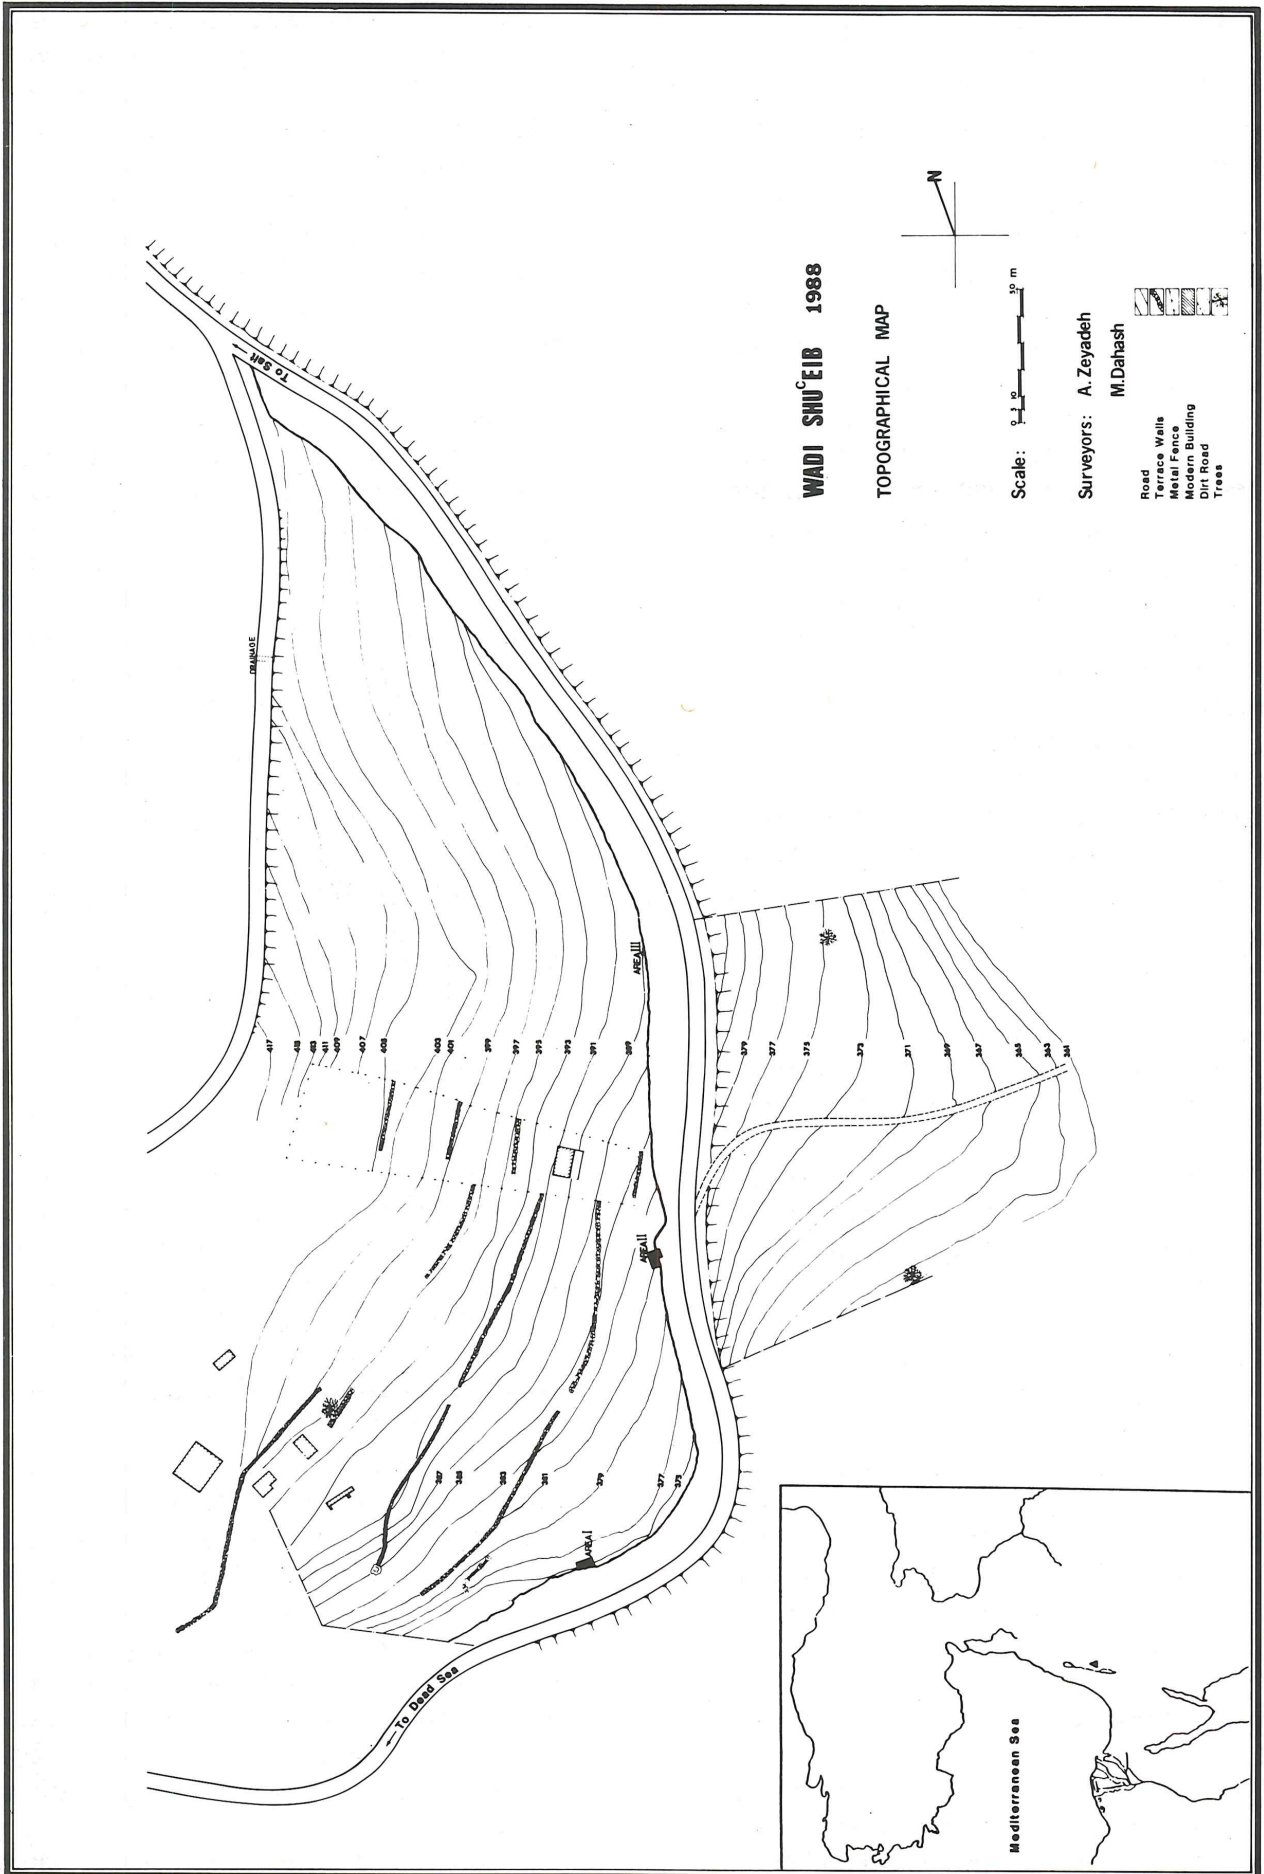 WADI SHUᶜEIB 1988
TOPOGRAPHICAL MAP
Scale: 0 5 10 50 m
Surveyors: A. Zeyadeh
M.Dahash
Road
Terrace Walls
Metal Fence
Modern Building
Dirt Road
Trees
N
To Salt
DRAINAGE
AREA III
AREA II
AREA I
To Dead Sea
417
415
413
411
409
407
405
403
401
399
397
395
393
391
389
379
377
375
373
371
369
367
365
363
361
387
385
383
381
379
377
375
Mediterranean Sea